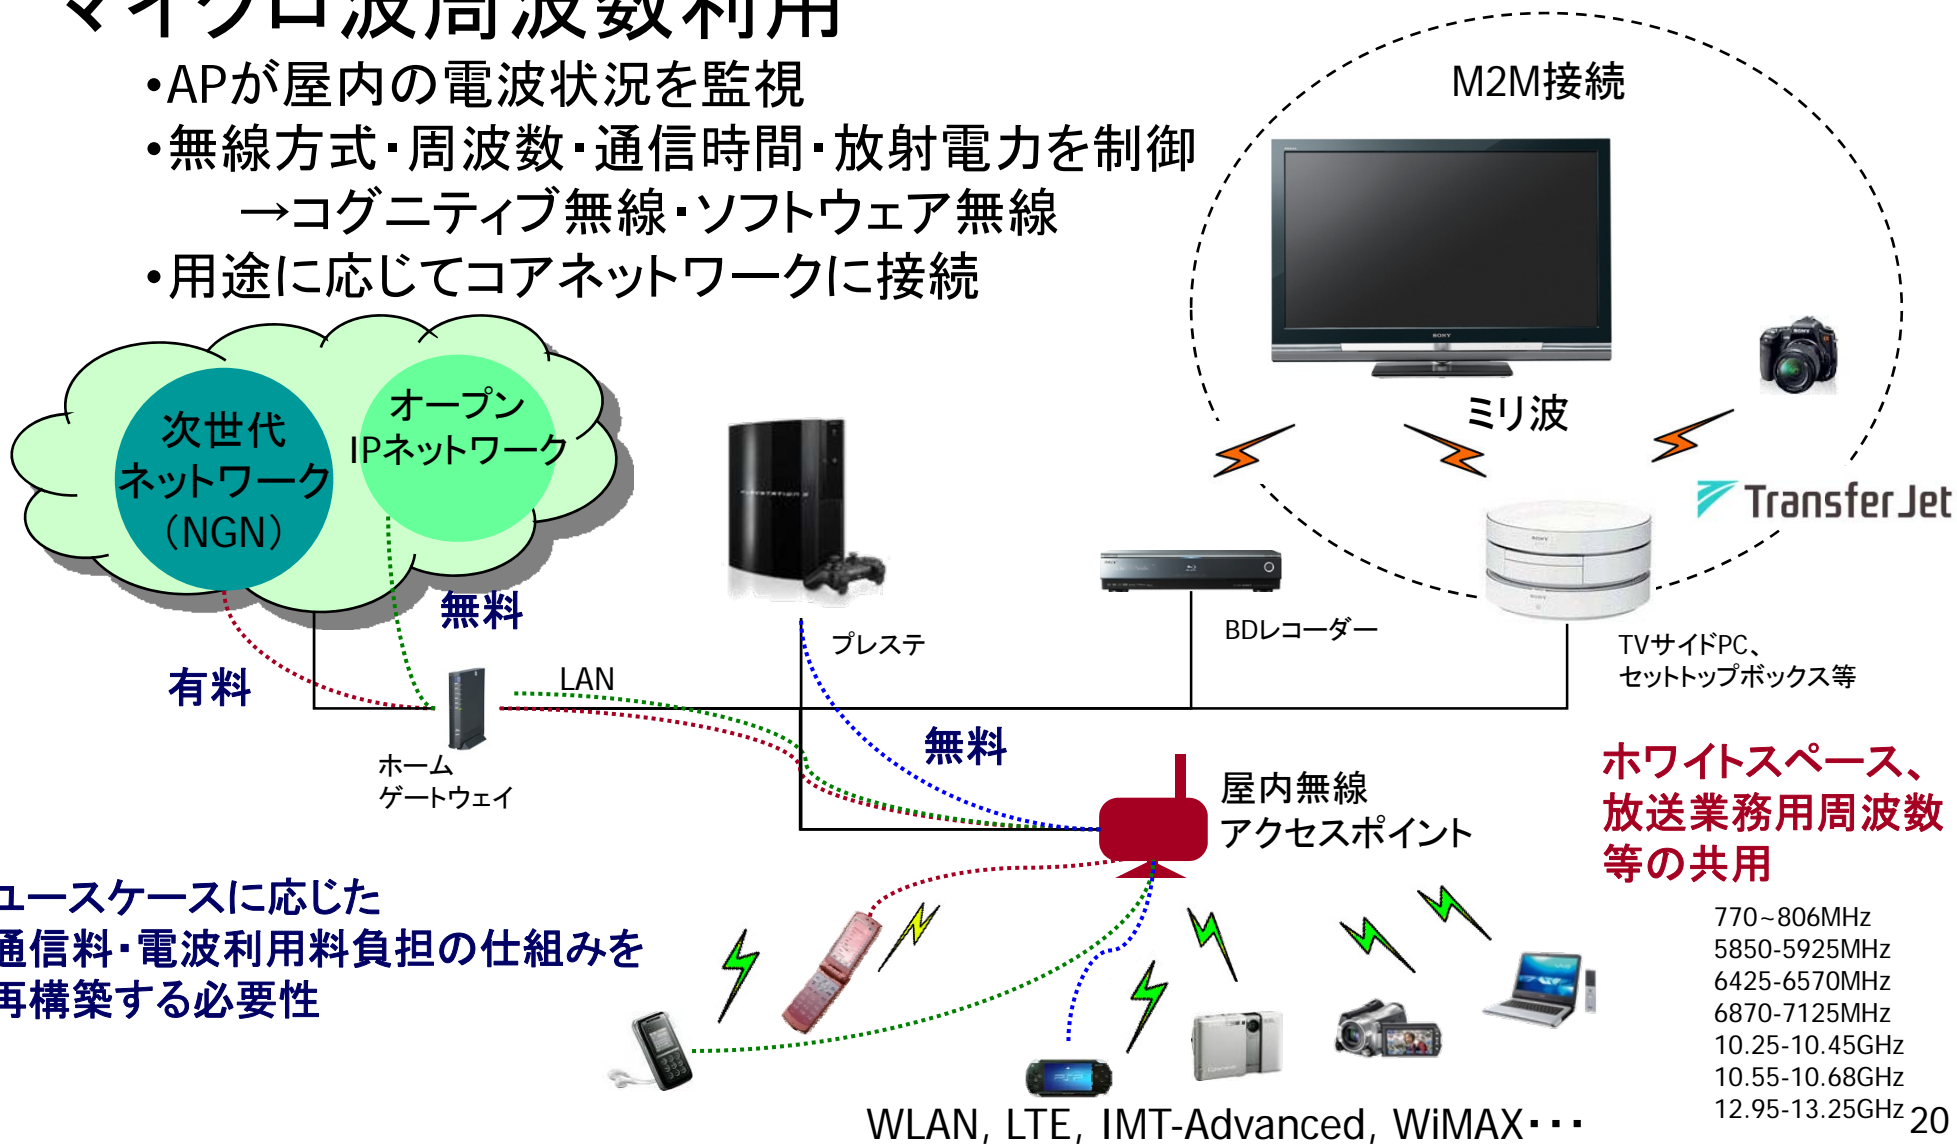 マイクロ波周波数利用
•APが屋内の電波状況を監視
•無線方式・周波数・通信時間・放射電力を制御
→コグニティブ無線・ソフトウェア無線
•用途に応じてコアネットワークに接続
M2M接続
SONY
SONY
ミリ波
TransferJet
次世代
ネットワーク
（NGN）
オープン
IPネットワーク
PLAYSTATION 3
無料
有料
LAN
プレステ
BDレコーダー
SONY
SONY
TVサイドPC、
セットトップボックス等
ホーム
ゲートウェイ
無料
屋内無線
アクセスポイント
ホワイトスペース、
放送業務用周波数
等の共用
ユースケースに応じた
通信料・電波利用料負担の仕組みを
再構築する必要性
770~806MHz
5850-5925MHz
6425-6570MHz
6870-7125MHz
10.25-10.45GHz
10.55-10.68GHz
12.95-13.25GHz
PSP
WLAN, LTE, IMT-Advanced, WiMAX・・・
20